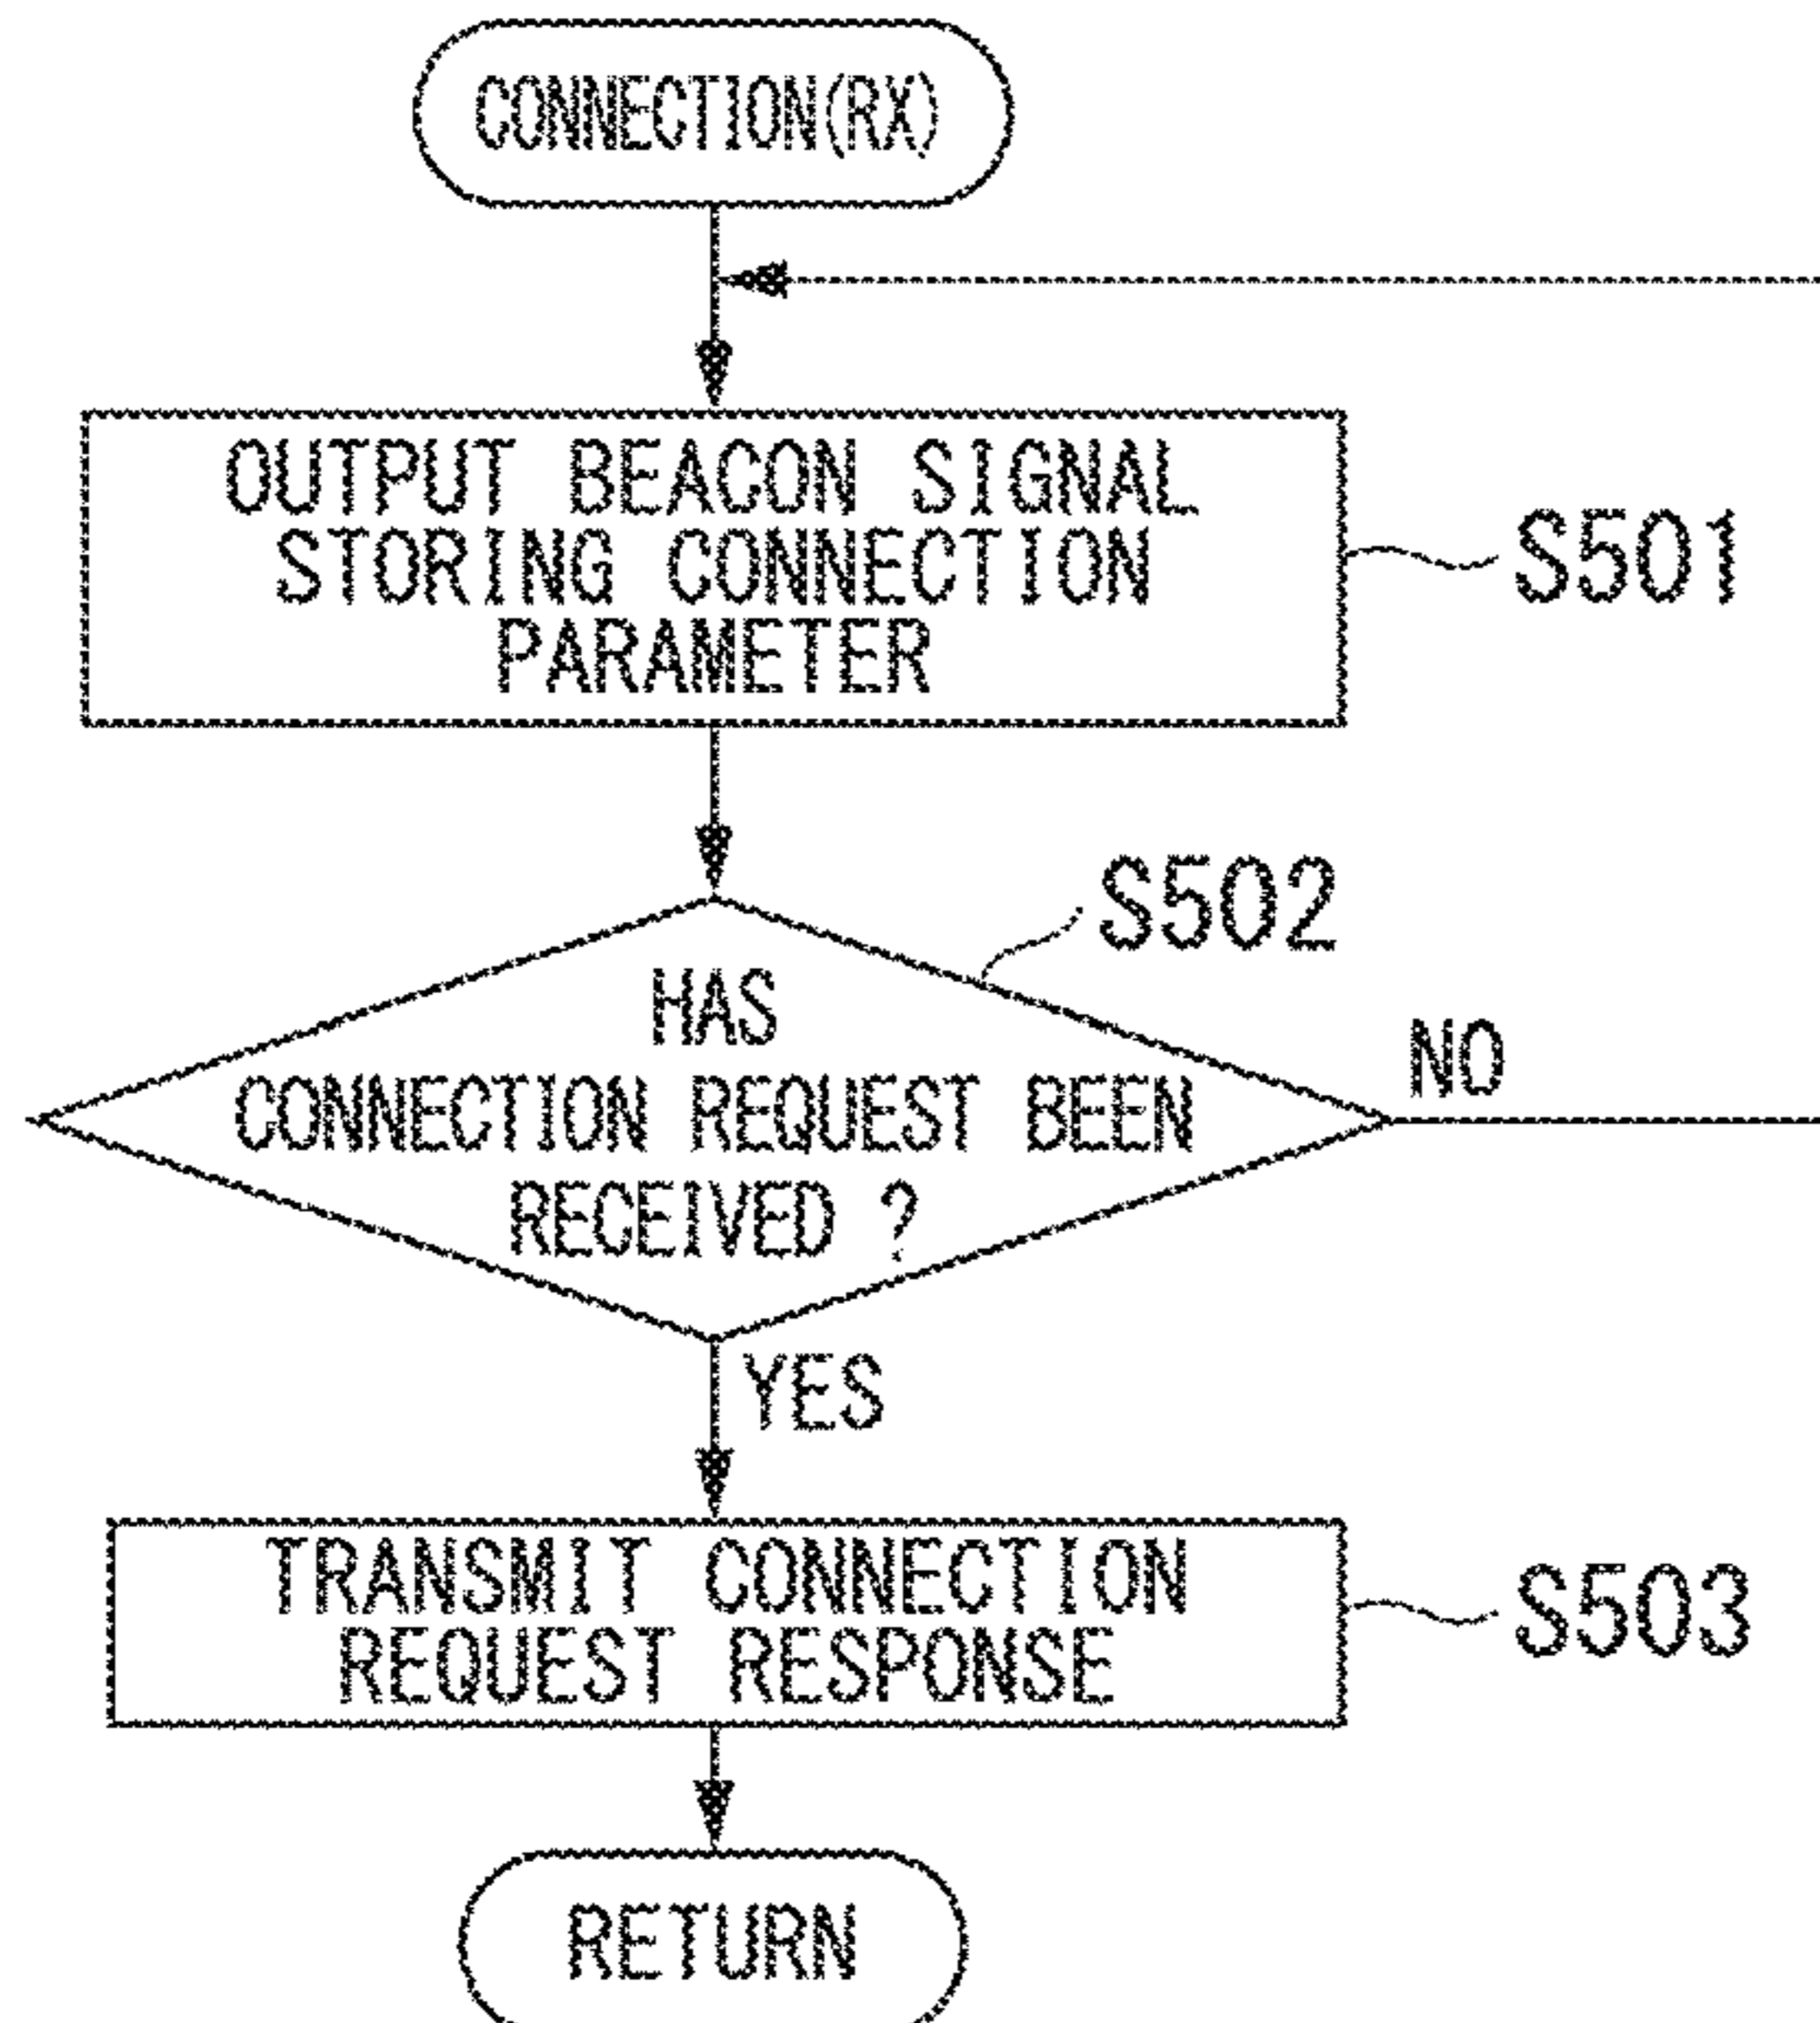 CONNECTION(RX)
OUTPUT BEACON SIGNAL
STORING CONNECTION
PARAMETER
S501
S502
HAS
CONNECTION REQUEST BEEN
RECEIVED ?
NO
YES
TRANSMIT CONNECTION
REQUEST RESPONSE
S503
RETURN